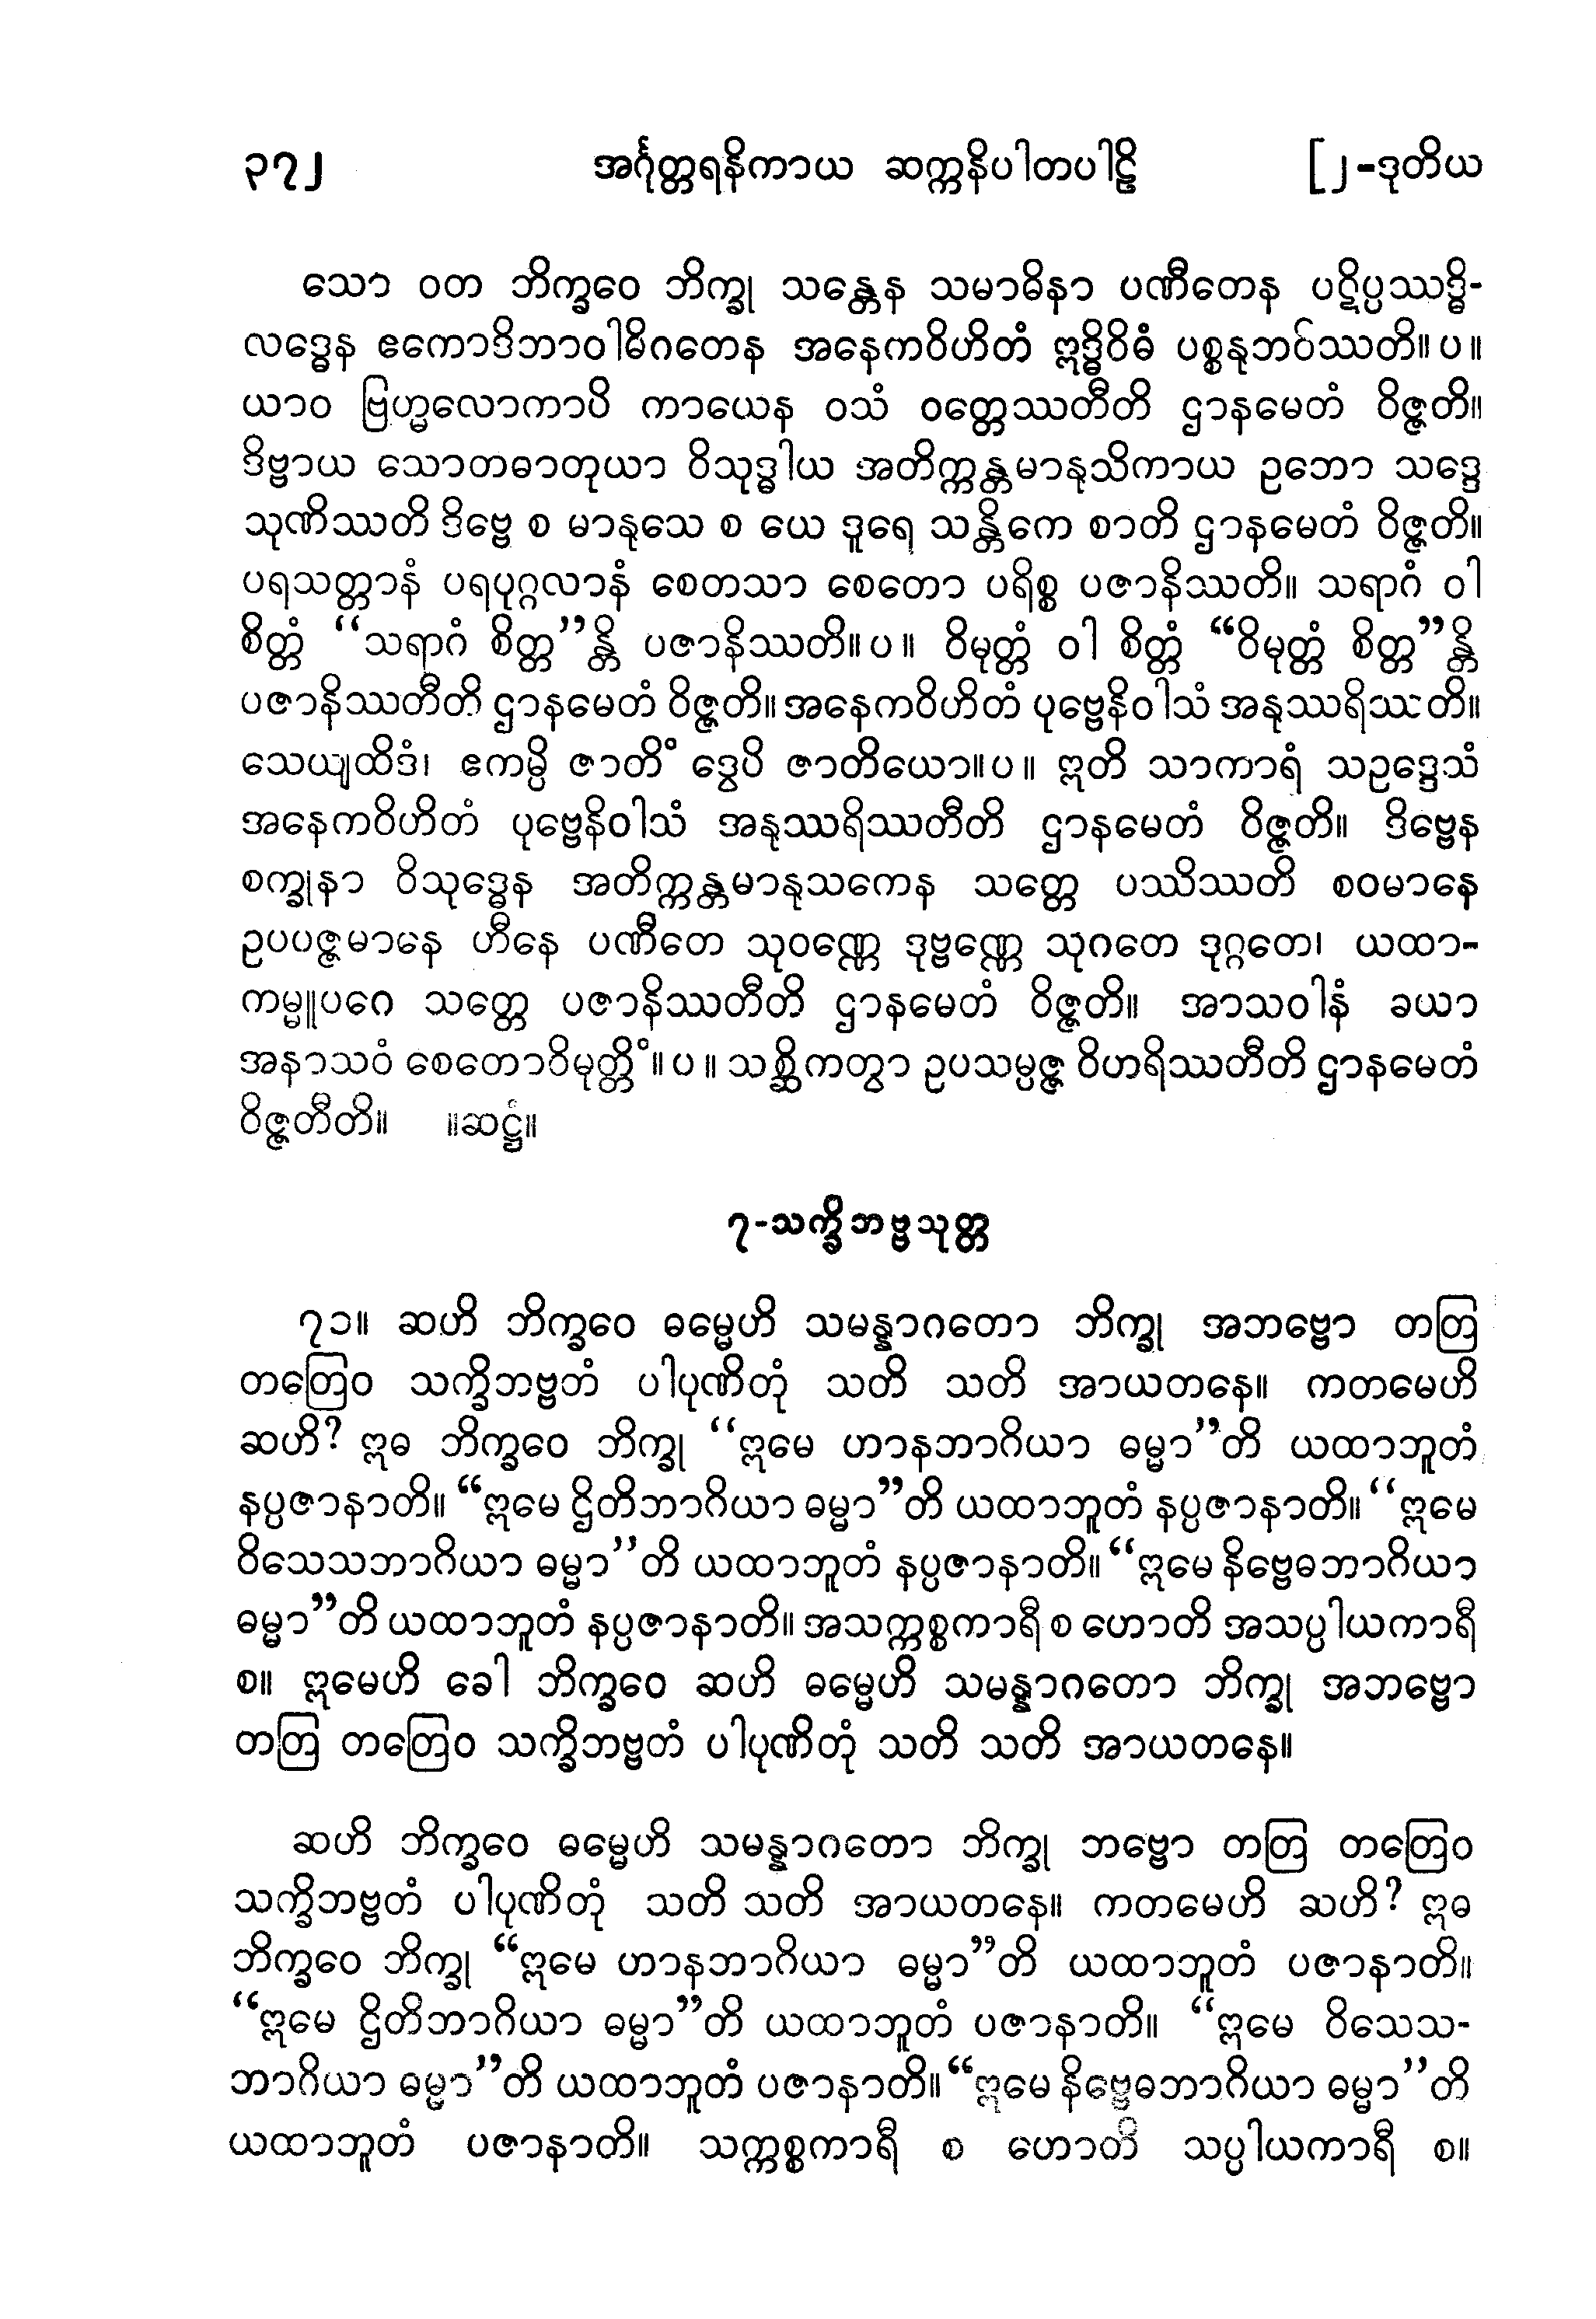 ၃၇၂ အင်္ဂုတ္တရနိကာယ ဆက္ကနိပါတပါဠိ [၂-ဒုတိယ
သော ဝတ ဘိက္ခဝေ ဘိက္ခု သန္တေန သမာဓိနာ ပဏီတေန ပဋိပ္ပဿဒ္ဓိ-
လဒ္ဓေန ဧကောဒိဘာဝါဓိဂတေန အနေကဝိဟိတံ ဣဒ္ဓိဝိဓံ ပစ္စနုဘဝိဿတိ။ ပ ။
ယာဝ ဗြဟ္မလောကာပိ ကာယေန ဝသံ ဝတ္တေဿတီတိ ဌာနမေတံ ဝိဇ္ဇတိ။
ဒိဗ္ဗာယ သောတဓာတုယာ ဝိသုဒ္ဓါယ အတိက္ကန္တမာနုသိကာယ ဥဘော သဒ္ဒေ
သုဏိဿတိ ဒိဗ္ဗေ စ မာနုသေ စ ယေ ဒူရေ သန္တိကေ စာတိ ဌာနမေတံ ဝိဇ္ဇတိ။
ပရသတ္တာနံ ပရပုဂ္ဂလာနံ စေတသာ စေတော ပရိစ္စ ပဇာနိဿတိ။ သရာဂံ ဝါ
စိတ္တံ “သရာဂံ စိတ္တ”န္တိ ပဇာနိဿတိ။ ပ ။ ဝိမုတ္တံ ဝါ စိတ္တံ “ဝိမုတ္တံ စိတ္တ”န္တိ
ပဇာနိဿတီတိ ဌာနမေတံ ဝိဇ္ဇတိ။ အနေကဝိဟိတံ ပုဗ္ဗေနိဝါသံ အနုဿရိဿတိ။
သေယျထိဒံ၊ ဧကမ္ပိ ဇာတိံ ဒွေပိ ဇာတိယော။ ပ ။ ဣတိ သာကာရံ သဥဒ္ဒေသံ
အနေကဝိဟိတံ ပုဗ္ဗေနိဝါသံ အနုဿရိဿတီတိ ဌာနမေတံ ဝိဇ္ဇတိ။ ဒိဗ္ဗေန
စက္ခုနာ ဝိသုဒ္ဓေန အတိက္ကန္တမာနုသကေန သတ္တေ ပဿိဿတိ စဝမာနေ
ဥပပဇ္ဇမာနေ ဟီနေ ပဏီတေ သုဝဏ္ဏေ ဒုဗ္ဗဏ္ဏေ သုဂတေ ဒုဂ္ဂတေ၊ ယထာ-
ကမ္မူပဂေ သတ္တေ ပဇာနိဿတီတိ ဌာနမေတံ ဝိဇ္ဇတိ။ အာသဝါနံ ခယာ
အနာသဝံ စေတောဝိမုတ္တိံ။ ပ ။ သစ္ဆိကတွာ ဥပသမ္ပဇ္ဇ ဝိဟရိဿတီတိ ဌာနမေတံ
ဝိဇ္ဇတီတိ။ ။ဆဋ္ဌံ။
၇-သက္ခိဘဗ္ဗသုတ္တ
၇၁။ ဆဟိ ဘိက္ခဝေ ဓမ္မေဟိ သမန္နာဂတော ဘိက္ခု အဘဗ္ဗော တတြ
တတြေဝ သက္ခိဘဗ္ဗတံ ပါပုဏိတုံ သတိ သတိ အာယတနေ။ ကတမေဟိ
ဆဟိ? ဣဓ ဘိက္ခဝေ ဘိက္ခု “ဣမေ ဟာနဘာဂိယာ ဓမ္မာ”တိ ယထာဘူတံ
နပ္ပဇာနာတိ။ “ဣမေ ဌိတိဘာဂိယာ ဓမ္မာ”တိ ယထာဘူတံ နပ္ပဇာနာတိ။ “ဣမေ
ဝိသေသဘာဂိယာ ဓမ္မာ”တိ ယထာဘူတံ နပ္ပဇာနာတိ။ “ဣမေ နိဗ္ဗေဓဘာဂိယာ
ဓမ္မာ”တိ ယထာဘူတံ နပ္ပဇာနာတိ။ အသက္ကစ္စကာရီ စ ဟောတိ အသပ္ပါယကာရီ
စ။ ဣမေဟိ ခေါ ဘိက္ခဝေ ဆဟိ ဓမ္မေဟိ သမန္နာဂတော ဘိက္ခု အဘဗ္ဗော
တတြ တတြေဝ သက္ခိဘဗ္ဗတံ ပါပုဏိတုံ သတိ သတိ အာယတနေ။
ဆဟိ ဘိက္ခဝေ ဓမ္မေဟိ သမန္နာဂတော ဘိက္ခု ဘဗ္ဗော တတြ တတြေဝ
သက္ခိဘဗ္ဗတံ ပါပုဏိတုံ သတိ သတိ အာယတနေ။ ကတမေဟိ ဆဟိ? ဣဓ
ဘိက္ခဝေ ဘိက္ခု “ဣမေ ဟာနဘာဂိယာ ဓမ္မာ”တိ ယထာဘူတံ ပဇာနာတိ။
“ဣမေ ဌိတိဘာဂိယာ ဓမ္မာ”တိ ယထာဘူတံ ပဇာနာတိ။ “ဣမေ ဝိသေသ-
ဘာဂိယာ ဓမ္မာ”တိ ယထာဘူတံ ပဇာနာတိ။ “ဣမေ နိဗ္ဗေဓဘာဂိယာ ဓမ္မာ”တိ
ယထာဘူတံ ပဇာနာတိ။ သက္ကစ္စကာရီ စ ဟောတိ သပ္ပါယကာရီ စ။